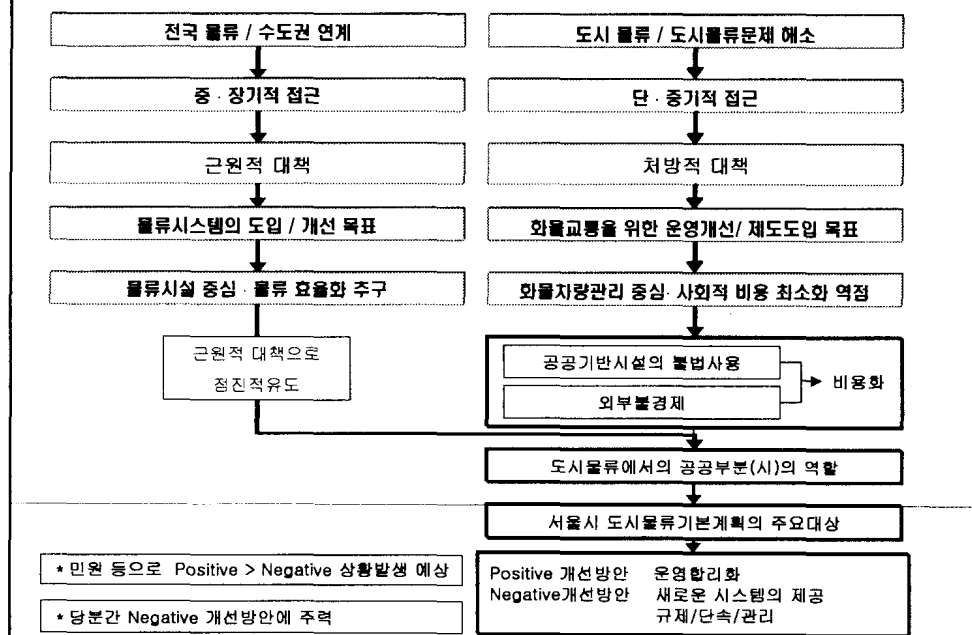 전국 물류 / 수도권 연계
중 · 장기적 접근
근원적 대책
물류시스템의 도입 / 개선 목표
물류시설 중심 · 물류 효율화 추구
근원적 대책으로
점진적유도
도시 물류 / 도시물류문제 해소
단 · 중기적 접근
처방적 대책
화물교통을 위한 운영개선/ 제도도입 목표
화물차량관리 중심· 사회적 비용 최소화 역점
공공기반시설의 불법사용
외부불경제
비용화
도시물류에서의 공공부분(시)의 역할
서울시 도시물류기본계획의 주요대상
* 민원 등으로 Positive > Negative 상황발생 예상
* 당분간 Negative 개선방안에 주력
Positive 개선방안 운영합리화
Negative개선방안 새로운 시스템의 제공
규제/단속/관리